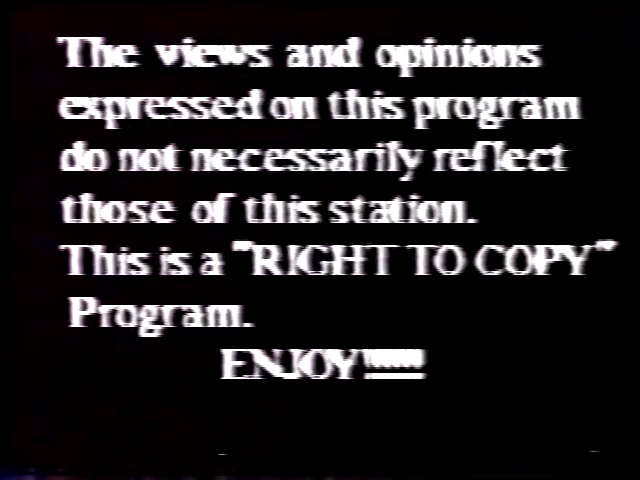 The views and opinions
expressed on this program
do not necessarily reflect
those of this station.
This is a "RIGHT TO COPY"
Program.
ENJOY!!!!!!!